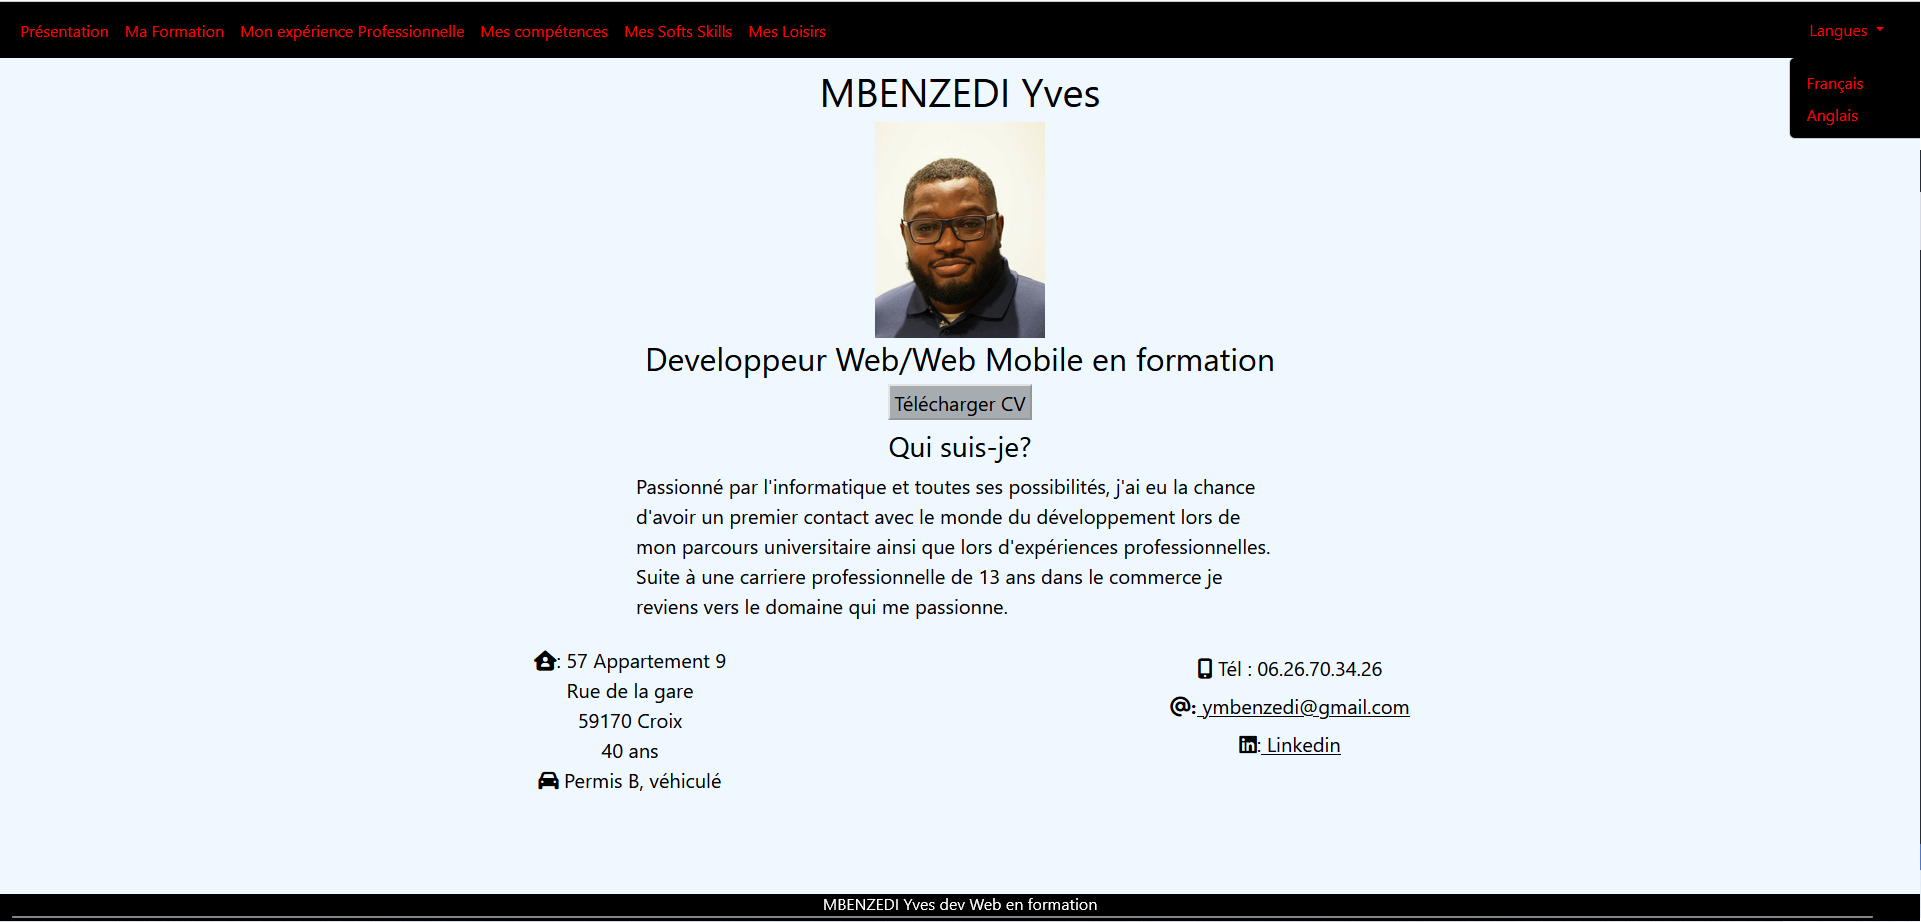 Présentation Ma Formation Mon expérience Professionnelle Mes compétences Mes Softs Skills Mes Loisirs Langues
Français
Anglais
MBENZEDI Yves
Developpeur Web/Web Mobile en formation
Télécharger CV
Qui suis-je?
Passionné par l'informatique et toutes ses possibilités, j'ai eu la chance
d'avoir un premier contact avec le monde du développement lors de
mon parcours universitaire ainsi que lors d'expériences professionnelles.
Suite à une carriere professionnelle de 13 ans dans le commerce je
reviens vers le domaine qui me passionne.
: 57 Appartement 9
Rue de la gare
59170 Croix
40 ans
Permis B, véhiculé
Tél : 06.26.70.34.26
@: ymbenzedi@gmail.com
in: Linkedin
MBENZEDI Yves dev Web en formation